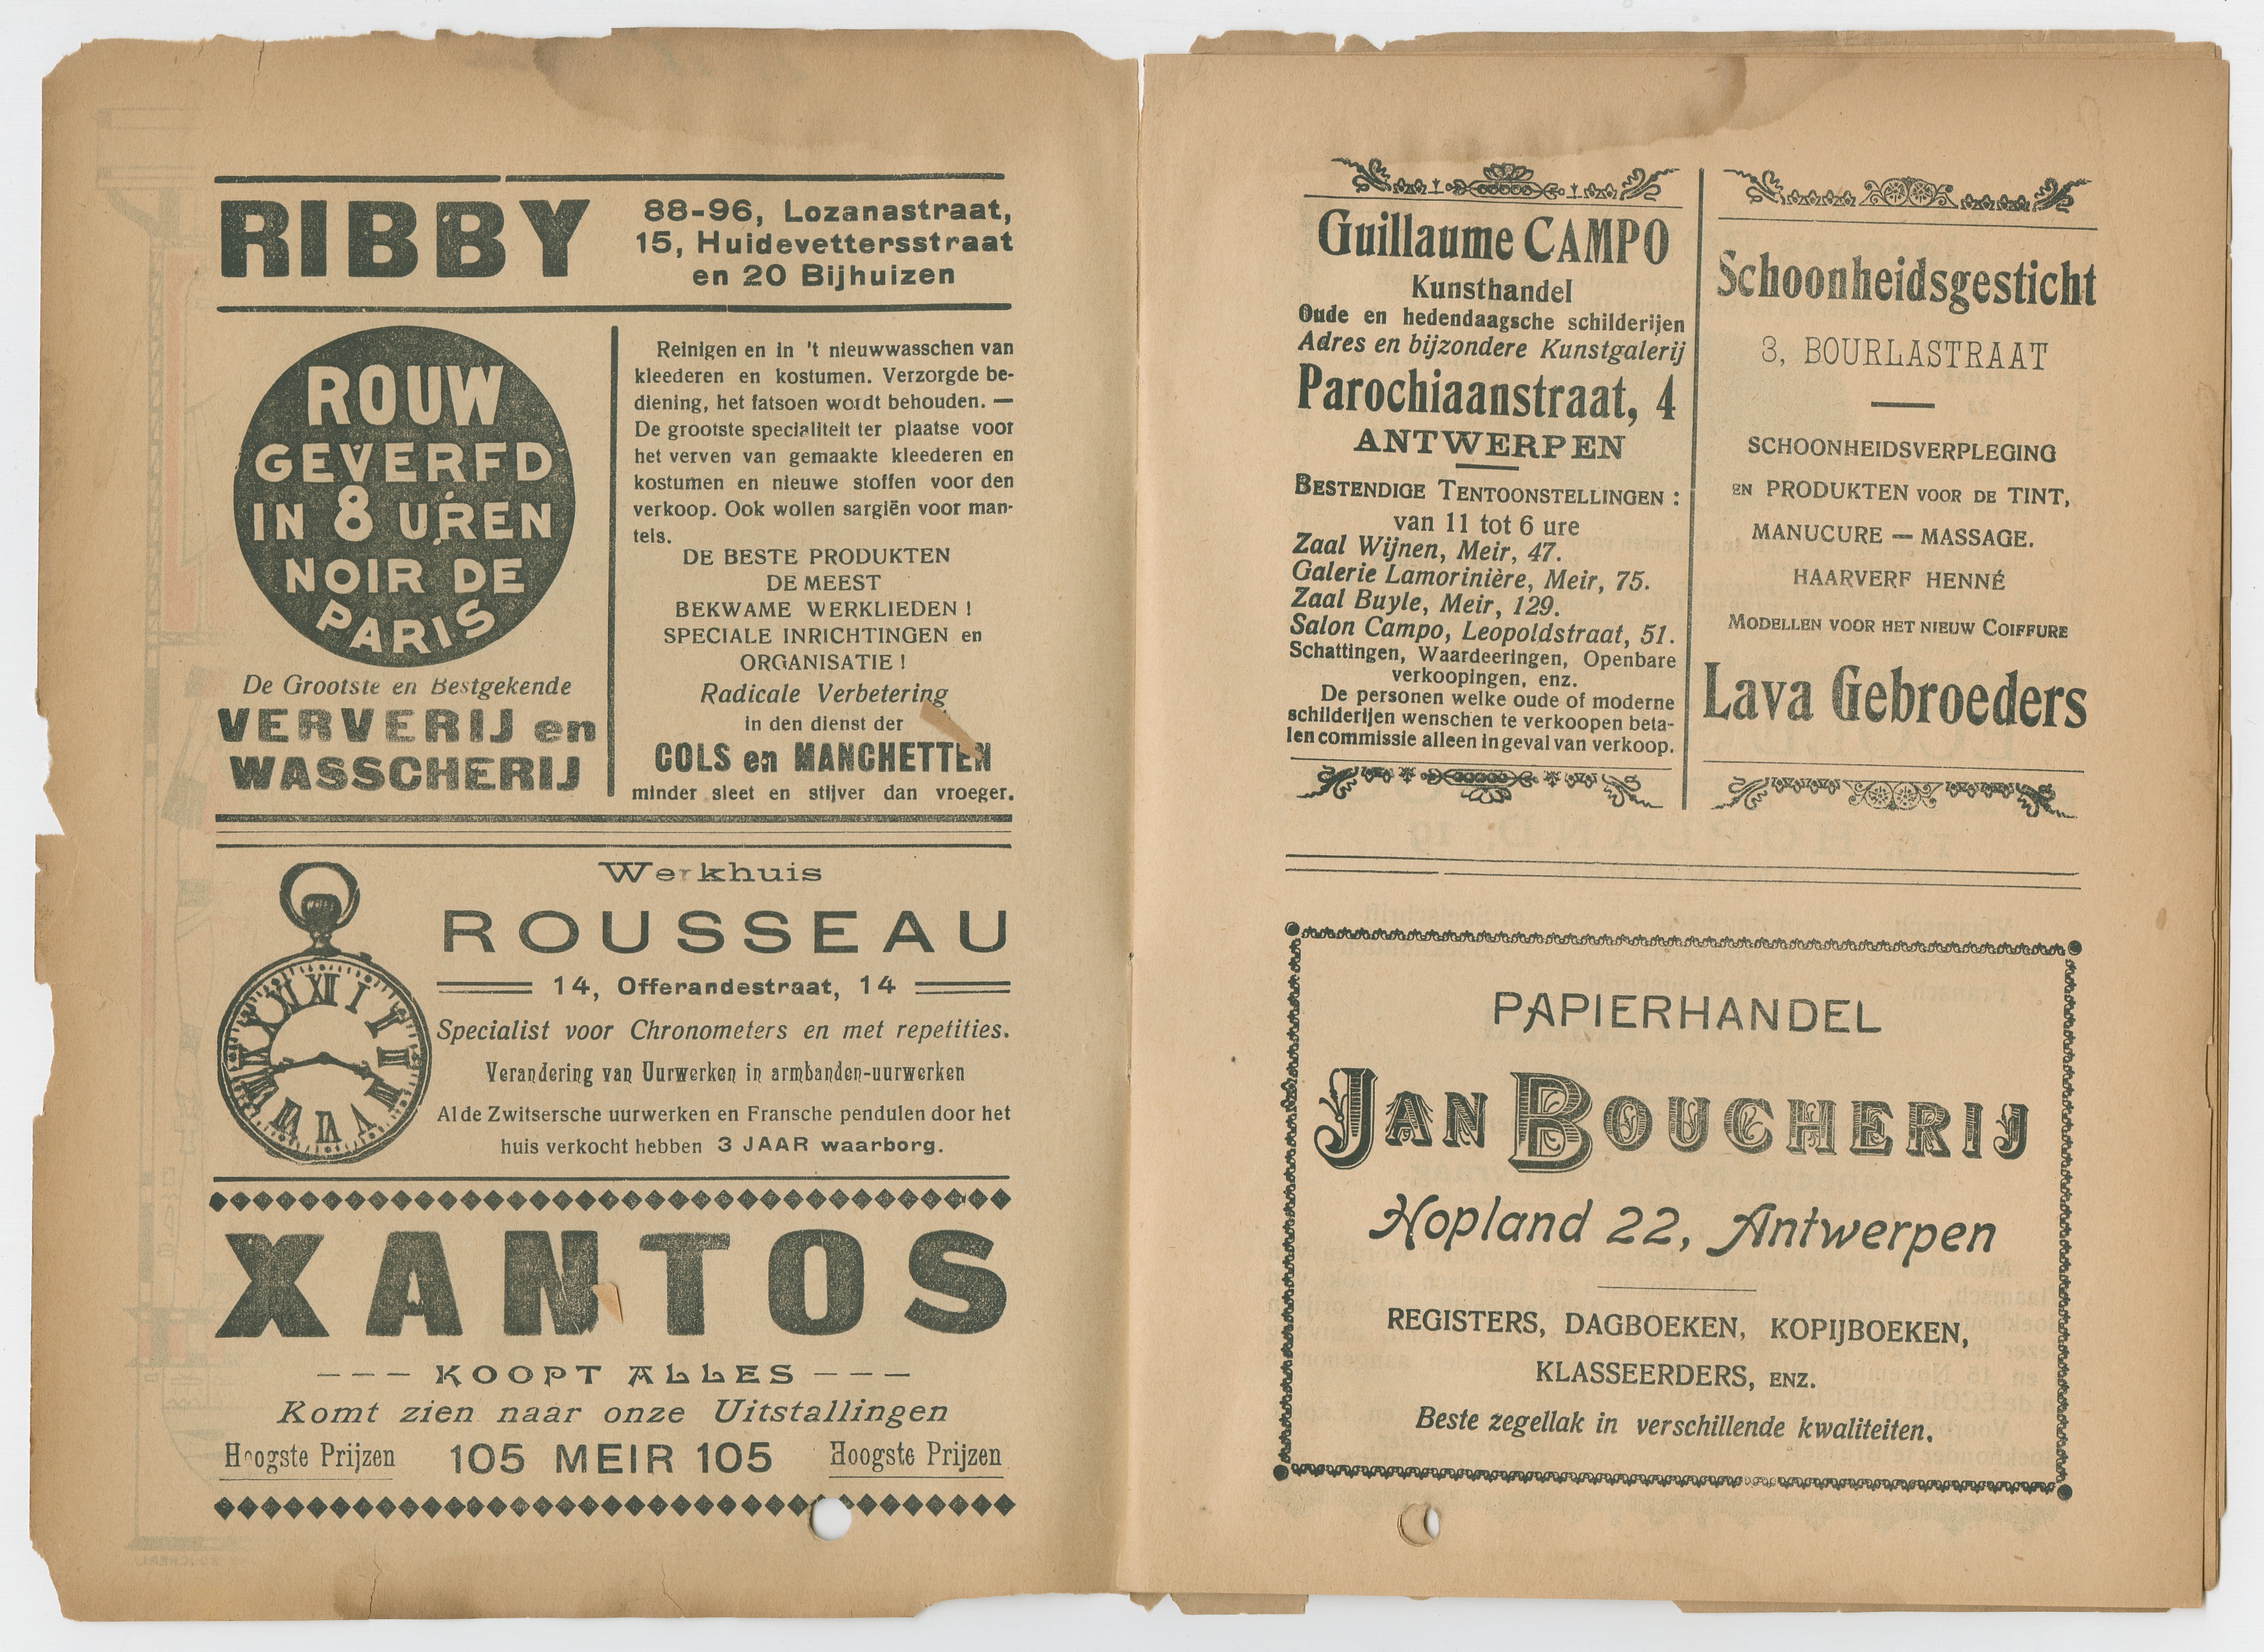 RIBBY
88-96, Lozanastraat,
15, Huidevettersstraat
en 20 Bijhuizen
ROUW
GEVERFD
IN 8 UREN
NOIR DE
PARIS
De Grootste en Bestgekende
VERVERIJ en
WASSCHERIJ
Reinigen en in 't nieuwwasschen van
kleederen en kostumen. Verzorgde be-
diening, het fatsoen wordt behouden. —
De grootste specialiteit ter plaatse voor
het verven van gemaakte kleederen en
kostumen en nieuwe stoffen voor den
verkoop. Ook wollen sargiën voor man-
tels.
DE BESTE PRODUKTEN
DE MEEST
BEKWAME WERKLIEDEN !
SPECIALE INRICHTINGEN en
ORGANISATIE !
Radicale Verbetering
in den dienst der
COLS en MANCHETTEN
minder sleet en stijver dan vroeger.
Werkhuis
ROUSSEAU
14, Offerandestraat, 14
Specialist voor Chronometers en met repetities.
Verandering van Uurwerken in armbanden-uurwerken
Al de Zwitsersche uurwerken en Fransche pendulen door het
huis verkocht hebben 3 JAAR waarborg.
XII I II III IIII V VI VII VIII IX X XI
XANTOS
--- KOOPT ALLES ---
Komt zien naar onze Uitstallingen
Hoogste Prijzen 105 MEIR 105 Hoogste Prijzen
Guillaume CAMPO
Kunsthandel
Oude en hedendaagsche schilderijen
Adres en bijzondere Kunstgalerij
Parochiaanstraat, 4
ANTWERPEN
BESTENDIGE TENTOONSTELLINGEN :
van 11 tot 6 ure
Zaal Wijnen, Meir, 47.
Galerie Lamorinière, Meir, 75.
Zaal Buyle, Meir, 129.
Salon Campo, Leopoldstraat, 51.
Schattingen, Waardeeringen, Openbare
verkoopingen, enz.
De personen welke oude of moderne
schilderijen wenschen te verkoopen beta-
len commissie alleen in geval van verkoop.
Schoonheidsgesticht
3, BOURLASTRAAT
SCHOONHEIDSVERPLEGING
EN PRODUKTEN VOOR DE TINT,
MANUCURE — MASSAGE.
HAARVERF HENNÉ
MODELLEN VOOR HET NIEUW COIFFURE
Lava Gebroeders
PAPIERHANDEL
JAN BOUCHERIJ
Hopland 22, Antwerpen
REGISTERS, DAGBOEKEN, KOPIJBOEKEN,
KLASSEERDERS, ENZ.
Beste zegellak in verschillende kwaliteiten.